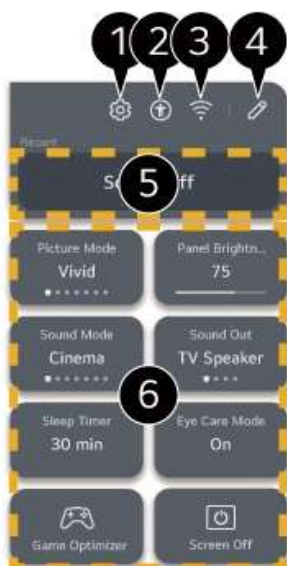 1 2 3 4
Recent
5
Picture Mode
Vivid
Panel Brightn...
75
Sound Mode
Cinema
Sound Out
TV Speaker
6
Sleep Timer
30 min
Eye Care Mode
On
Game Optimizer
Screen Off